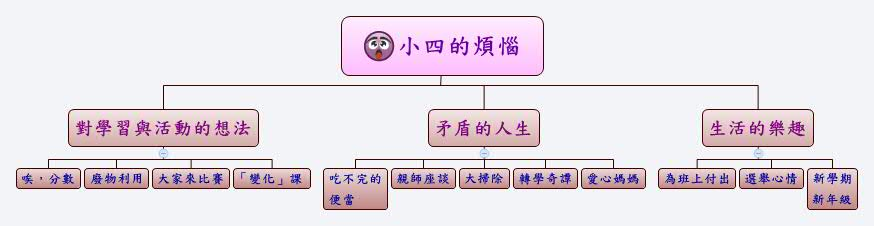 小四的煩惱
對學習與活動的想法
矛盾的人生
生活的樂趣
唉，分數
廢物利用
大家來比賽
「變化」課
吃不完的
便當
親師座談
大掃除
轉學奇譚
愛心媽媽
為班上付出
選舉心情
新學期
新年級